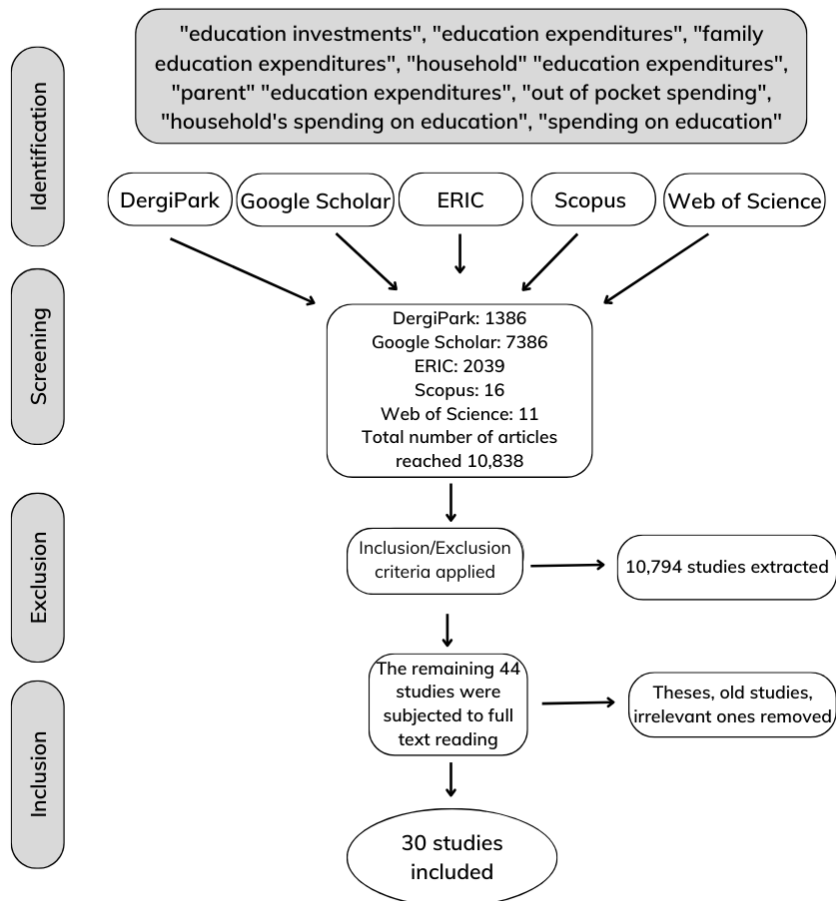 "education investments", "education expenditures", "family
education expenditures", "household" "education expenditures",
"parent" "education expenditures", "out of pocket spending",
"household's spending on education", "spending on education"
Identification
DergiPark
Google Scholar
ERIC
Scopus
Web of Science
Screening
DergiPark: 1386
Google Scholar: 7386
ERIC: 2039
Scopus: 16
Web of Science: 11
Total number of articles
reached 10,838
Exclusion
Inclusion/Exclusion
criteria applied
10,794 studies extracted
Inclusion
The remaining 44
studies were
subjected to full
text reading
Theses, old studies,
irrelevant ones removed
30 studies
included